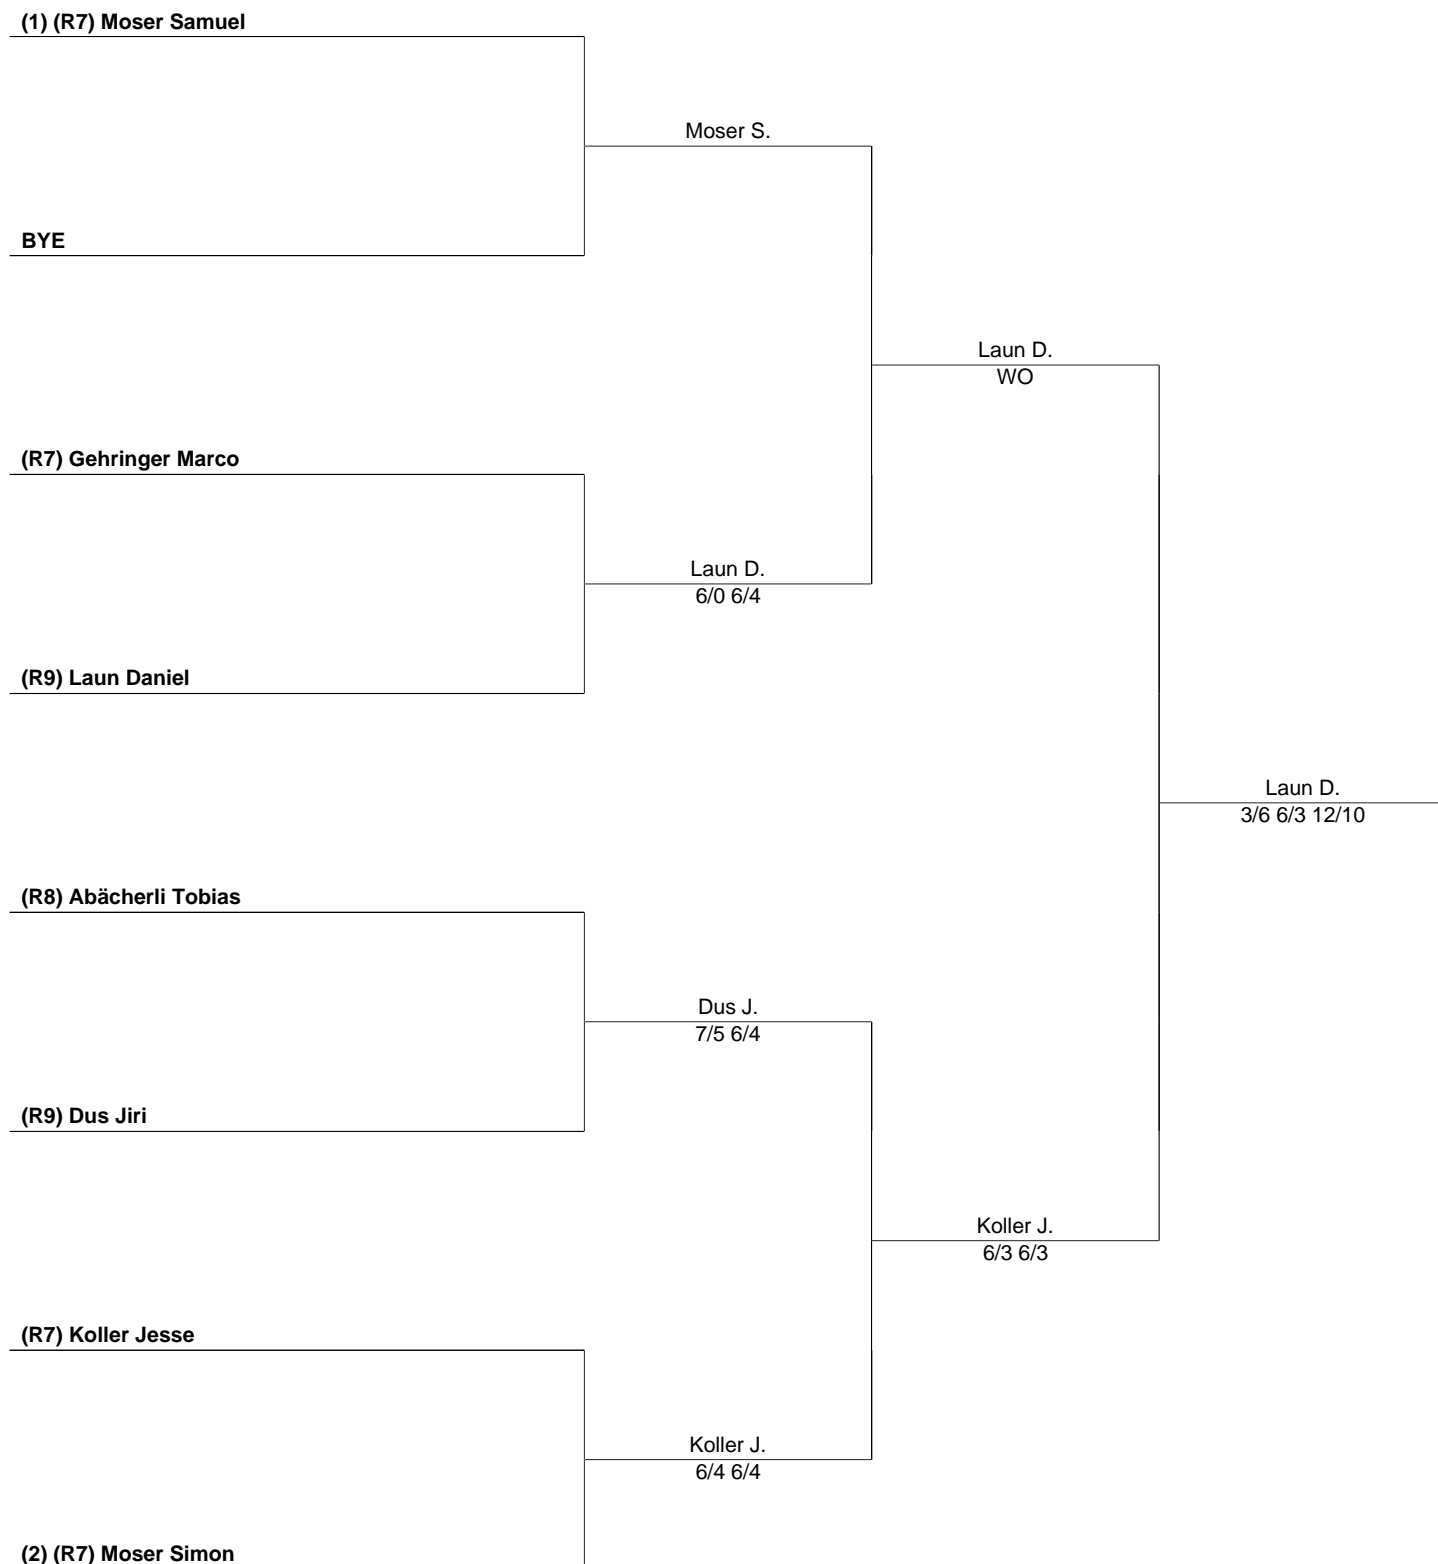 (1) (R7) Moser Samuel
Moser S.
BYE
Laun D.
WO
(R7) Gehringer Marco
Laun D.
6/0 6/4
(R9) Laun Daniel
Laun D.
3/6 6/3 12/10
(R8) Abächerli Tobias
Dus J.
7/5 6/4
(R9) Dus Jiri
Koller J.
6/3 6/3
(R7) Koller Jesse
Koller J.
6/4 6/4
(2) (R7) Moser Simon